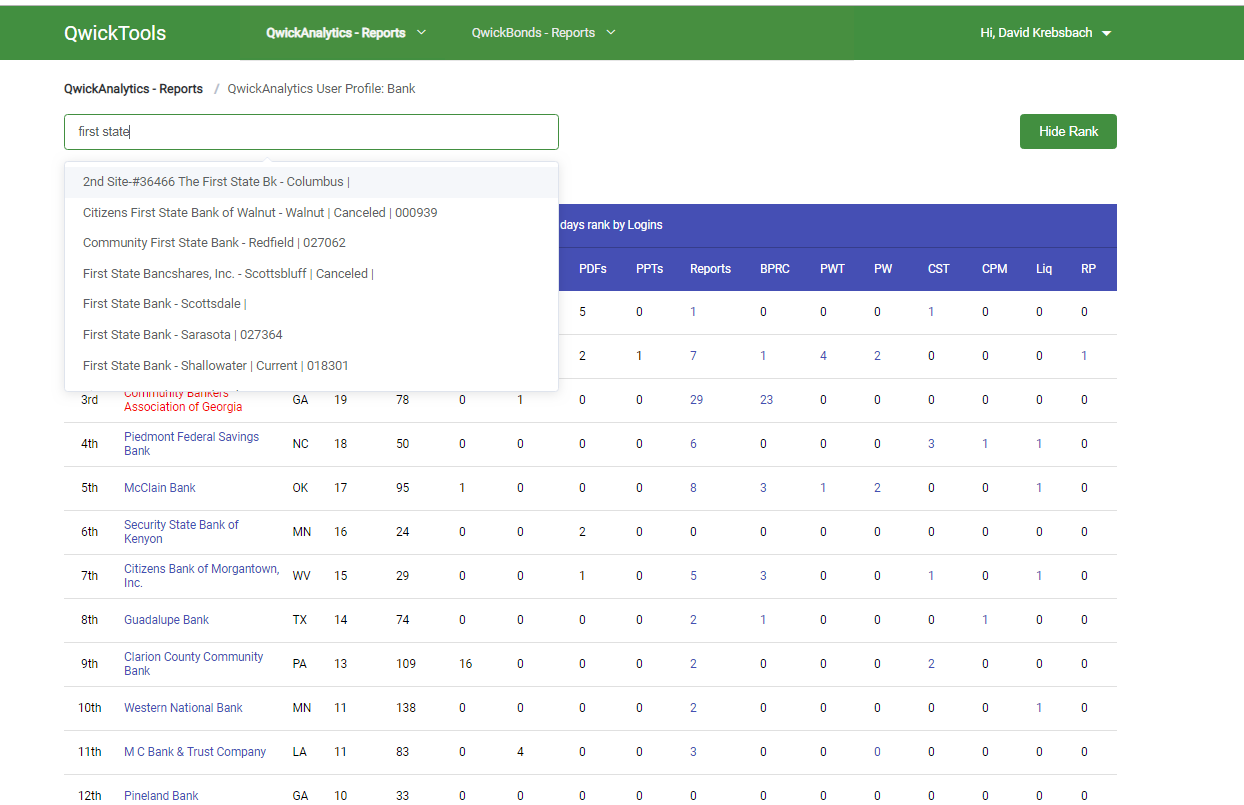 QwickTools QwickAnalytics - Reports QwickBonds - Reports Hi, David Krebsbach
QwickAnalytics - Reports / QwickAnalytics User Profile: Bank
first state Hide Rank
2nd Site-#36466 The First State Bk - Columbus |
Citizens First State Bank of Walnut - Walnut | Canceled | 000939
Community First State Bank - Redfield | 027062
First State Bancshares, Inc. - Scottsbluff | Canceled |
First State Bank - Scottsdale |
First State Bank - Sarasota | 027364
First State Bank - Shallowater | Current | 018301
days rank by Logins
PDFs PPTs Reports BPRC PWT PW CST CPM Liq RP
5 0 1 0 0 0 1 0 0 0
2 1 7 1 4 2 0 0 0 1
3rd Community Bankers Association of Georgia GA 19 78 0 1 0 0 29 23 0 0 0 0 0 0
4th Piedmont Federal Savings Bank NC 18 50 0 0 0 0 6 0 0 0 3 1 1 0
5th McClain Bank OK 17 95 1 0 0 0 8 3 1 2 0 0 1 0
6th Security State Bank of Kenyon MN 16 24 0 0 2 0 0 0 0 0 0 0 0 0
7th Citizens Bank of Morgantown, Inc. WV 15 29 0 0 1 0 5 3 0 0 1 0 1 0
8th Guadalupe Bank TX 14 74 0 0 0 0 2 1 0 0 0 1 0 0
9th Clarion County Community Bank PA 13 109 16 0 0 0 2 0 0 0 2 0 0 0
10th Western National Bank MN 11 138 0 0 0 0 2 0 0 0 0 0 1 0
11th M C Bank & Trust Company LA 11 83 0 4 0 0 3 0 0 0 0 0 0 0
12th Pineland Bank GA 10 33 0 0 0 0 0 0 0 0 0 0 0 0